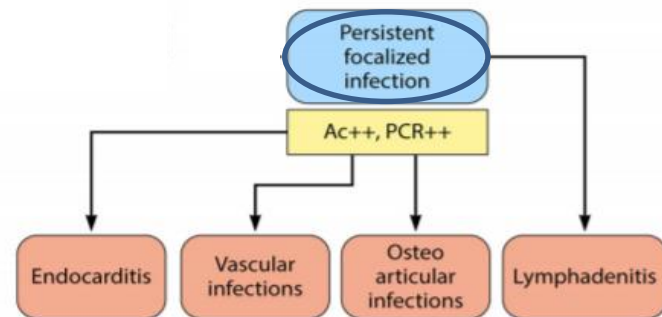 Persistent
focalized
infection
Ac++, PCR++
Endocarditis
Vascular
infections
Osteo
articular
infections
Lymphadenitis